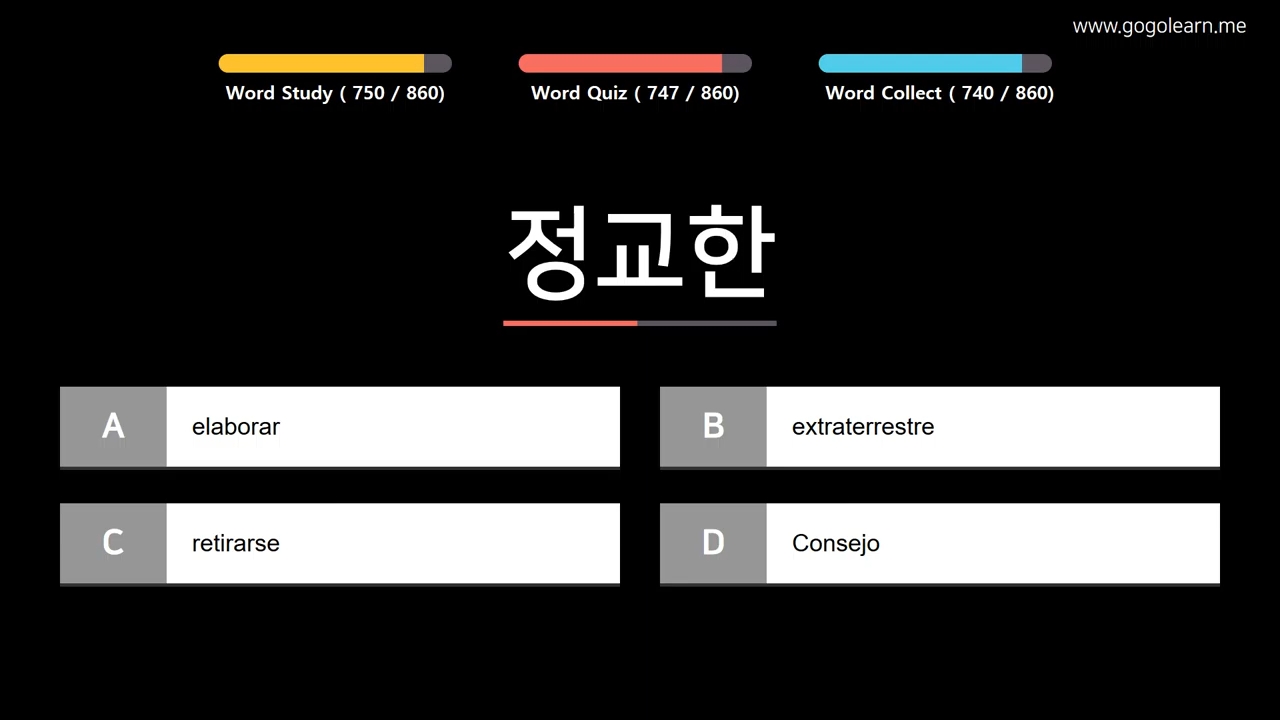 www.gogolearn.me
Word Study ( 750 / 860)
Word Quiz ( 747 / 860)
Word Collect ( 740 / 860)
정교한
A elaborar
B extraterrestre
C retirarse
D Consejo